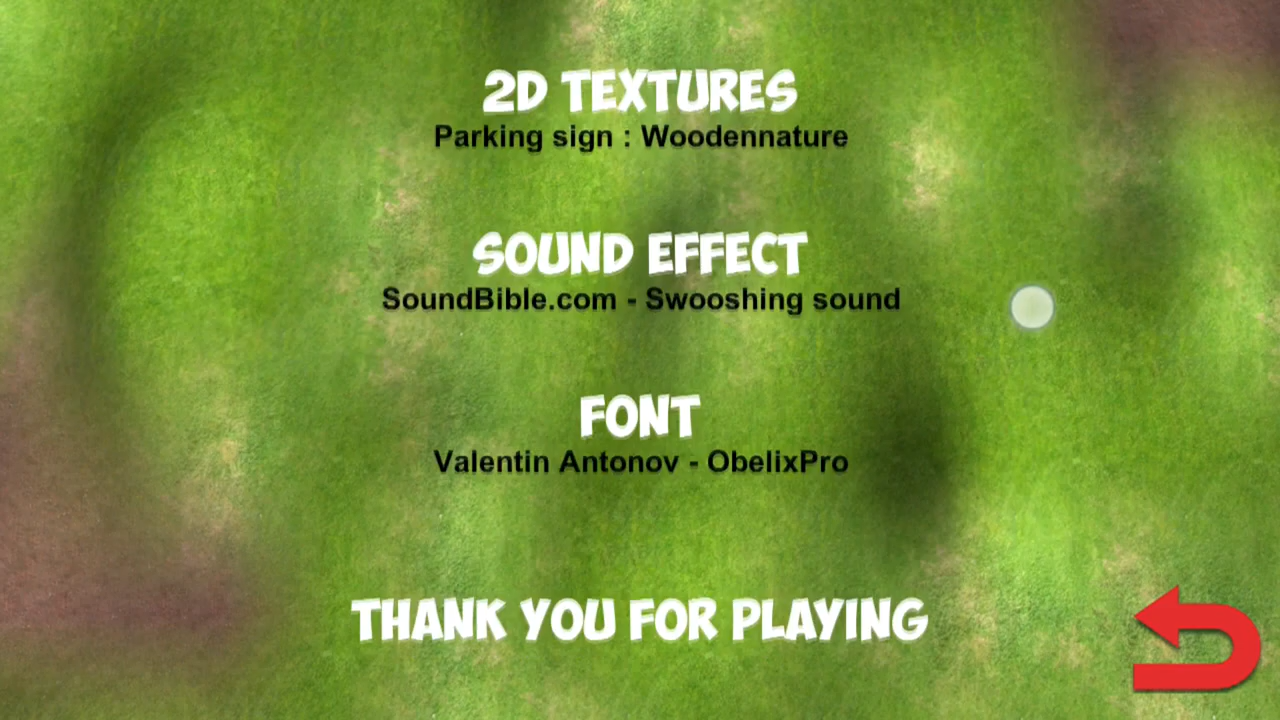 2D TEXTURES
Parking sign : Woodennature
SOUND EFFECT
SoundBible.com - Swooshing sound
FONT
Valentin Antonov - ObelixPro
THANK YOU FOR PLAYING